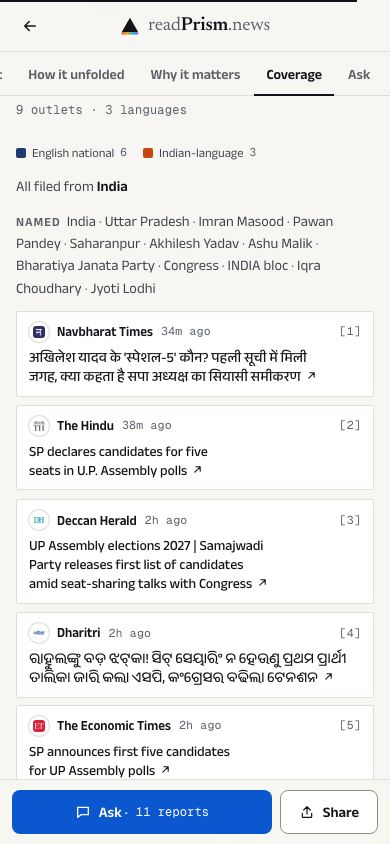 readPrism.news
How it unfolded Why it matters Coverage Ask
9 outlets · 3 languages
English national 6 Indian-language 3
All filed from India
NAMED India · Uttar Pradesh · Imran Masood · Pawan
Pandey · Saharanpur · Akhilesh Yadav · Ashu Malik ·
Bharatiya Janata Party · Congress · INDIA bloc · Iqra
Choudhary · Jyoti Lodhi
Navbharat Times 34m ago [1]
अखिलेश यादव के 'स्पेशल-5' कौन? पहली सूची में मिली
जगह, क्या कहता है सपा अध्यक्ष का सियासी समीकरण ↗
The Hindu 38m ago [2]
SP declares candidates for five
seats in U.P. Assembly polls ↗
Deccan Herald 2h ago [3]
UP Assembly elections 2027 | Samajwadi
Party releases first list of candidates
amid seat-sharing talks with Congress ↗
Dharitri 2h ago [4]
ରାହୁଲଙ୍କୁ ବଡ଼ ଝଟ୍‌କା! ସିଟ୍ ସେୟାରିଂ ନ ହେଉଣୁ ପ୍ରଥମ ପ୍ରାର୍ଥୀ
ତାଲିକା ଜାରି କଲା ଏସପି, କଂଗ୍ରେସର ବଢିଲା ଟେନଶନ ↗
The Economic Times 2h ago [5]
SP announces first five candidates
for UP Assembly polls ↗
Ask · 11 reports Share